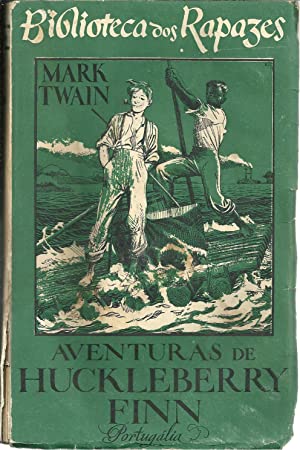 Biblioteca dos Rapazes
MARK
TWAIN
AVENTURAS DE
HUCKLEBERRY
FINN
Portugália